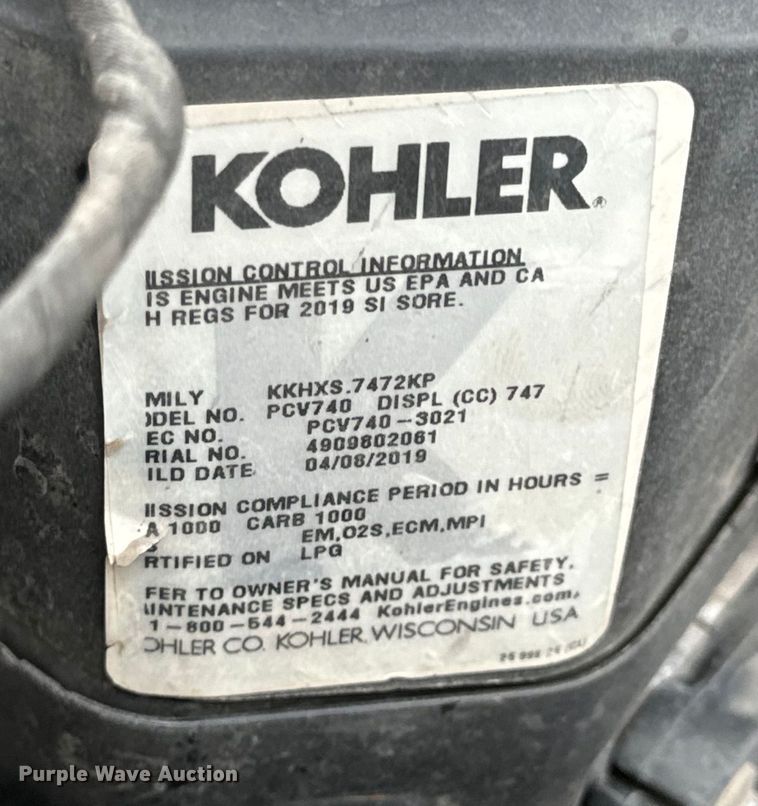 KOHLER®
IISSION CONTROL INFORMATION
IS ENGINE MEETS US EPA AND CA
H REGS FOR 2019 SI SORE.
MILY KKHXS.7472KP
ODEL NO. PCV740 DISPL (CC) 747
EC NO. PCV740-3021
RIAL NO. 4909802061
ILD DATE 04/08/2019
IISSION COMPLIANCE PERIOD IN HOURS =
A 1000 CARB 1000
EM,O2S,ECM,MPI
RTIFIED ON LPG
FER TO OWNER'S MANUAL FOR SAFETY,
INTENANCE SPECS AND ADJUSTMENTS
1-800-544-2444 KohlerEngines.com,
OHLER CO. KOHLER, WISCONSIN USA
Purple Wave Auction